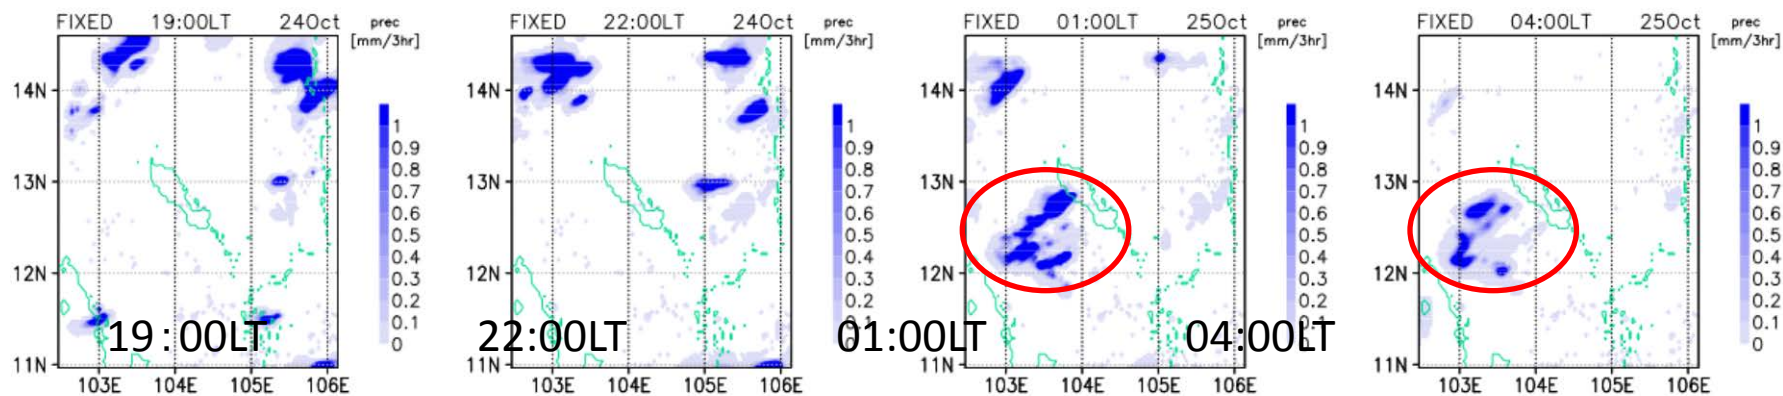 FIXED 19:00LT 24Oct prec
[mm/3hr]
14N
13N
12N
11N
103E 104E 105E 106E
1
0.9
0.8
0.7
0.6
0.5
0.4
0.3
0.2
0.1
0
19:00LT
FIXED 22:00LT 24Oct prec
[mm/3hr]
14N
13N
12N
11N
103E 104E 105E 106E
1
0.9
0.8
0.7
0.6
0.5
0.4
0.3
0.2
0.1
0
22:00LT
FIXED 01:00LT 25Oct prec
[mm/3hr]
14N
13N
12N
11N
103E 104E 105E 106E
1
0.9
0.8
0.7
0.6
0.5
0.4
0.3
0.2
0.1
0
01:00LT
FIXED 04:00LT 25Oct prec
[mm/3hr]
14N
13N
12N
11N
103E 104E 105E 106E
1
0.9
0.8
0.7
0.6
0.5
0.4
0.3
0.2
0.1
0
04:00LT